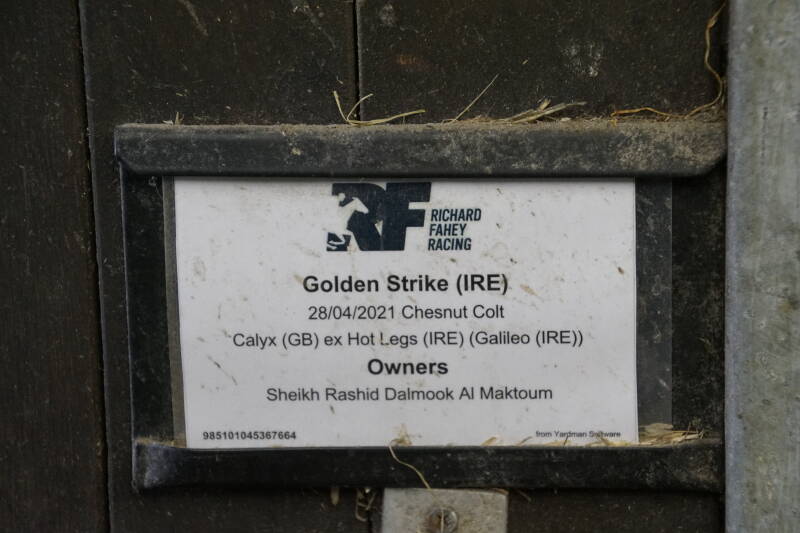 RF
RICHARD
FAHEY
RACING
Golden Strike (IRE)
28/04/2021 Chesnut Colt
Calyx (GB) ex Hot Legs (IRE) (Galileo (IRE))
Owners
Sheikh Rashid Dalmook Al Maktoum
985101045367664
from Yardman Software